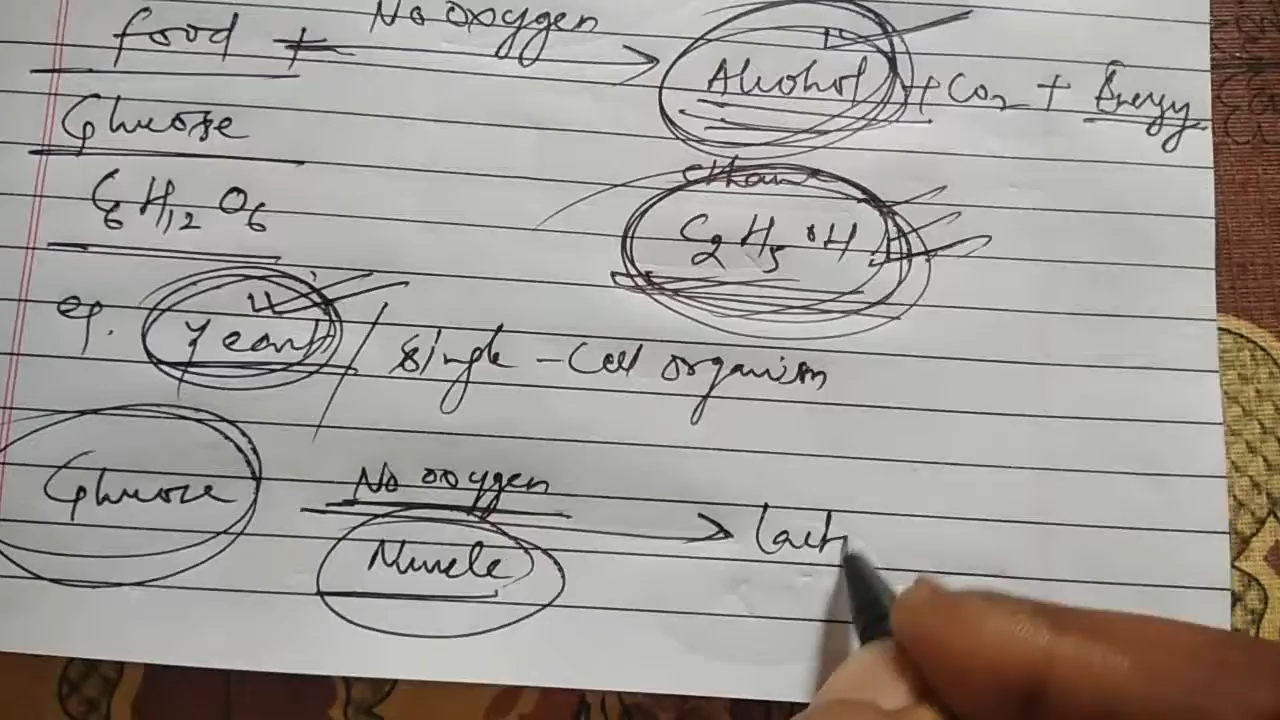 food + No oxygen → Alcohol + CO2 + Energy
Glucose
C6H12O6 C2H5OH
eg. Yeast / Single-Cell organism
Glucose No oxygen → Lact
Muscle